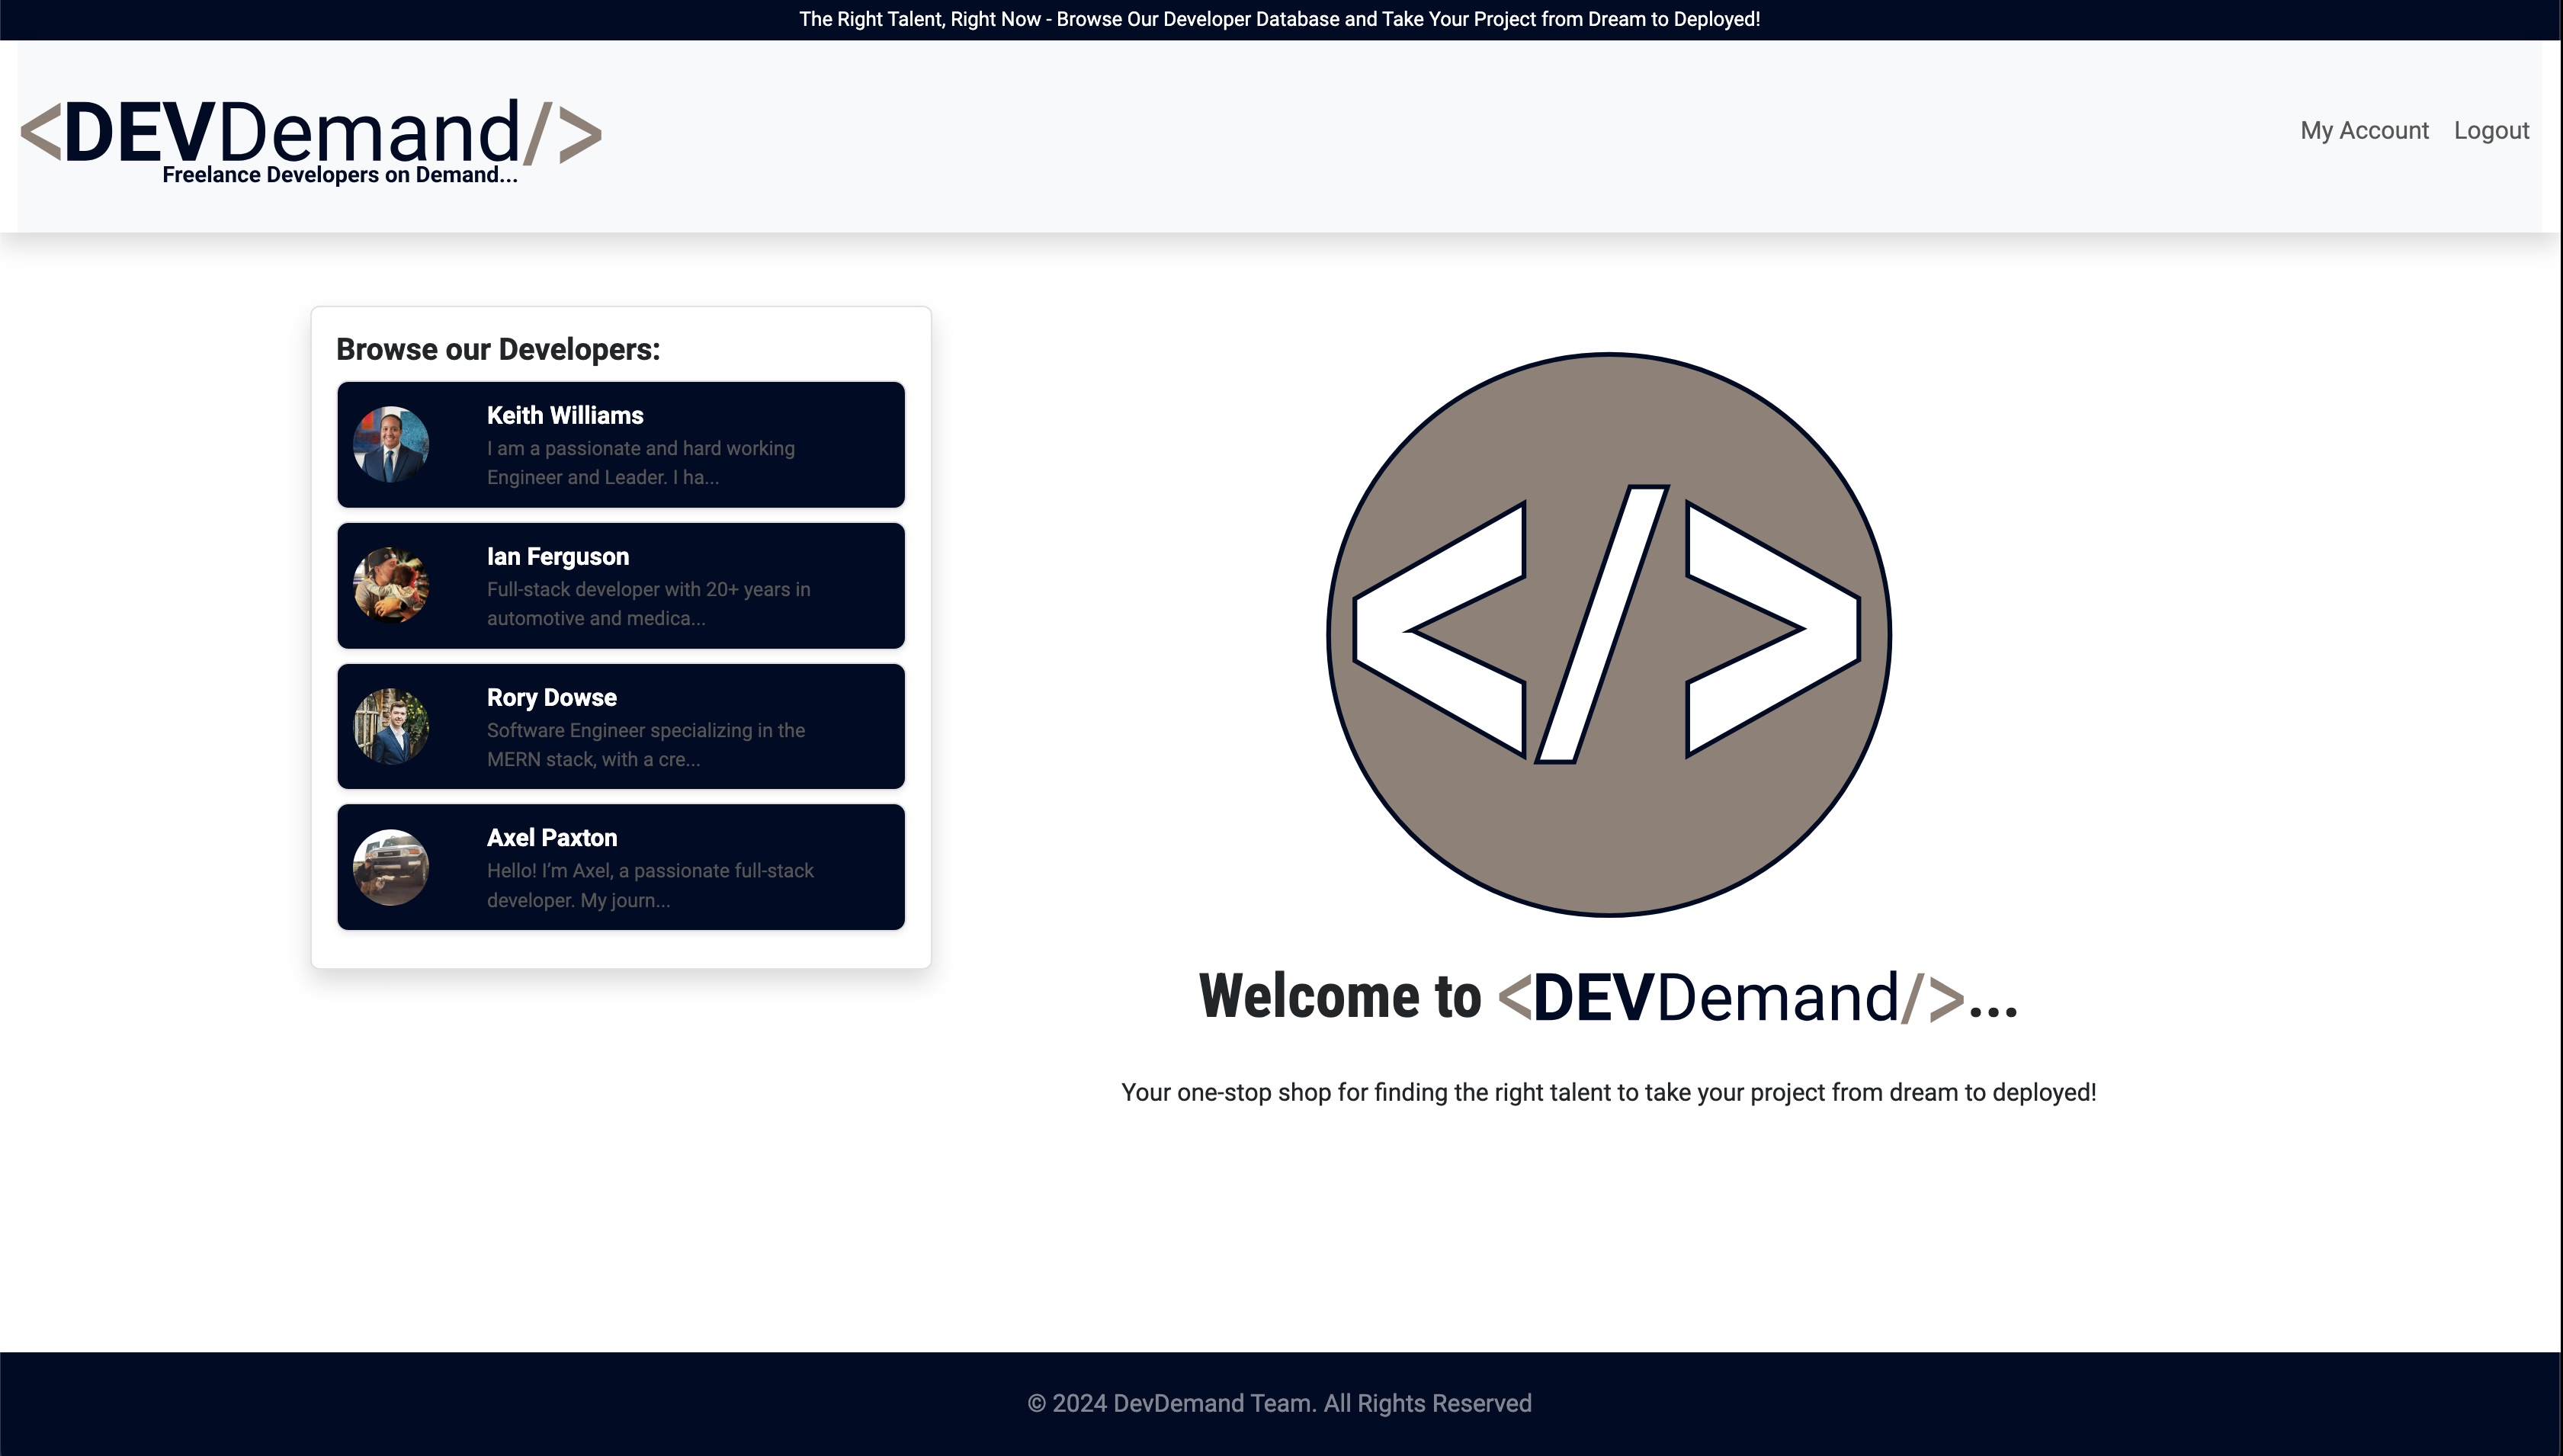 The Right Talent, Right Now - Browse Our Developer Database and Take Your Project from Dream to Deployed!
<DEVDemand/>
Freelance Developers on Demand...
My Account Logout
Browse our Developers:
Keith Williams
I am a passionate and hard working
Engineer and Leader. I ha...
Ian Ferguson
Full-stack developer with 20+ years in
automotive and medica...
Rory Dowse
Software Engineer specializing in the
MERN stack, with a cre...
Axel Paxton
Hello! I’m Axel, a passionate full-stack
developer. My journ...
</>
Welcome to <DEVDemand/>...
Your one-stop shop for finding the right talent to take your project from dream to deployed!
© 2024 DevDemand Team. All Rights Reserved